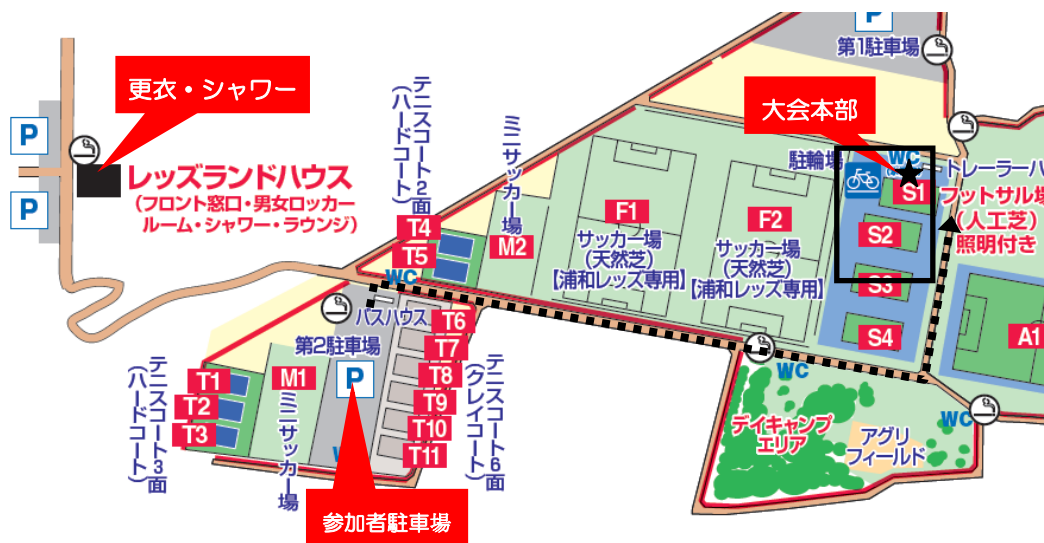 P
第1駐車場
更衣・シャワー
P
P
レッズランドハウス
(フロント窓口・男女ロッカー
ルーム・シャワー・ラウンジ)
テニスコート2面
(ハードコート)
ミニサッカー場
T4
T5
WC
M2
F1
サッカー場
(天然芝)
【浦和レッズ専用】
F2
サッカー場
(天然芝)
【浦和レッズ専用】
大会本部
駐輪場
WC
S1
S2
S3
S4
トレーラーハ
フットサル場
(人工芝)
照明付き
A1
バスハウス
第2駐車場
P
T6
T7
T8
T9
T10
T11
テニスコート6面
(クレイコート)
T1
T2
T3
テニスコート3面
(ハードコート)
M1
ミニサッカー場
参加者駐車場
WC
デイキャンプ
エリア
アグリ
フィールド
WC